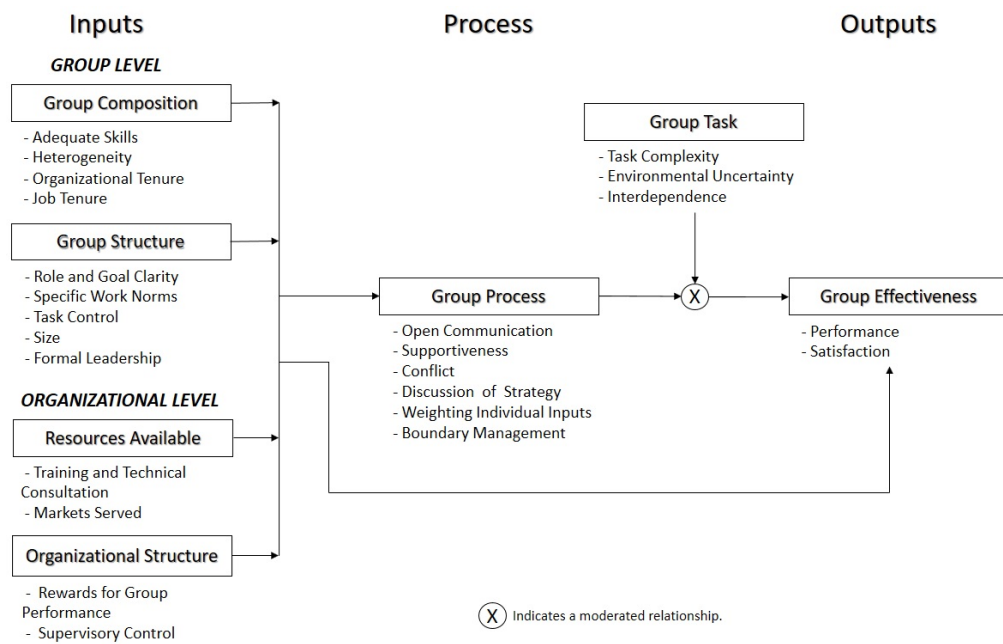 Inputs
Process
Outputs
GROUP LEVEL
Group Composition
- Adequate Skills
- Heterogeneity
- Organizational Tenure
- Job Tenure
Group Structure
- Role and Goal Clarity
- Specific Work Norms
- Task Control
- Size
- Formal Leadership
ORGANIZATIONAL LEVEL
Resources Available
- Training and Technical
Consultation
- Markets Served
Organizational Structure
- Rewards for Group
Performance
- Supervisory Control
Group Process
- Open Communication
- Supportiveness
- Conflict
- Discussion of Strategy
- Weighting Individual Inputs
- Boundary Management
Group Task
- Task Complexity
- Environmental Uncertainty
- Interdependence
X
Group Effectiveness
- Performance
- Satisfaction
X Indicates a moderated relationship.